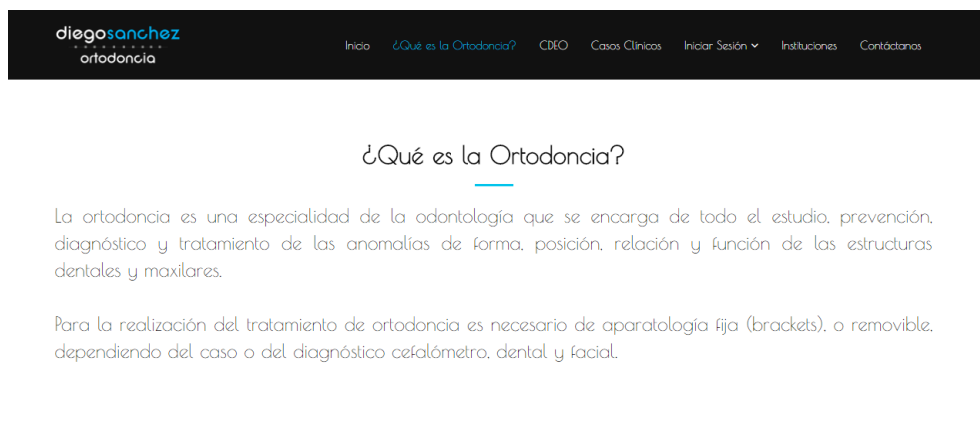 diegosanchez
ortodoncia
Inicio ¿Qué es la Ortodoncia? CDEO Casos Clínicos Iniciar Sesión Instituciones Contáctanos
¿Qué es la Ortodoncia?
La ortodoncia es una especialidad de la odontología que se encarga de todo el estudio, prevención,
diagnóstico y tratamiento de las anomalías de forma, posición, relación y función de las estructuras
dentales y maxilares.
Para la realización del tratamiento de ortodoncia es necesario de aparatología fija (brackets), o removible,
dependiendo del caso o del diagnóstico cefalómetro, dental y facial.